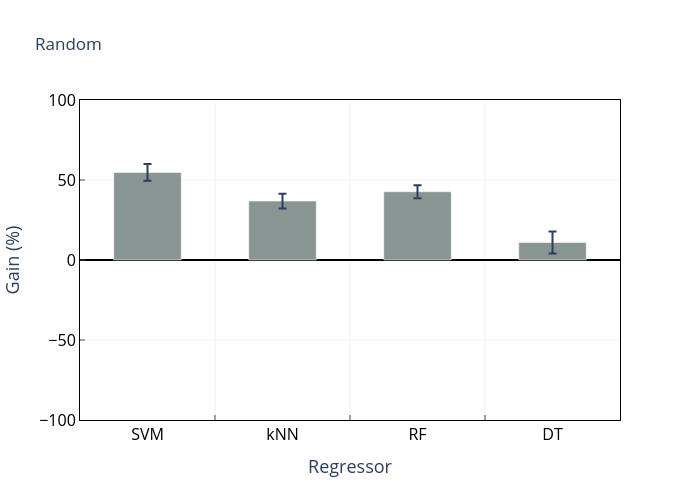 Random
100
50
0
−50
−100
Gain (%)
SVM kNN RF DT
Regressor